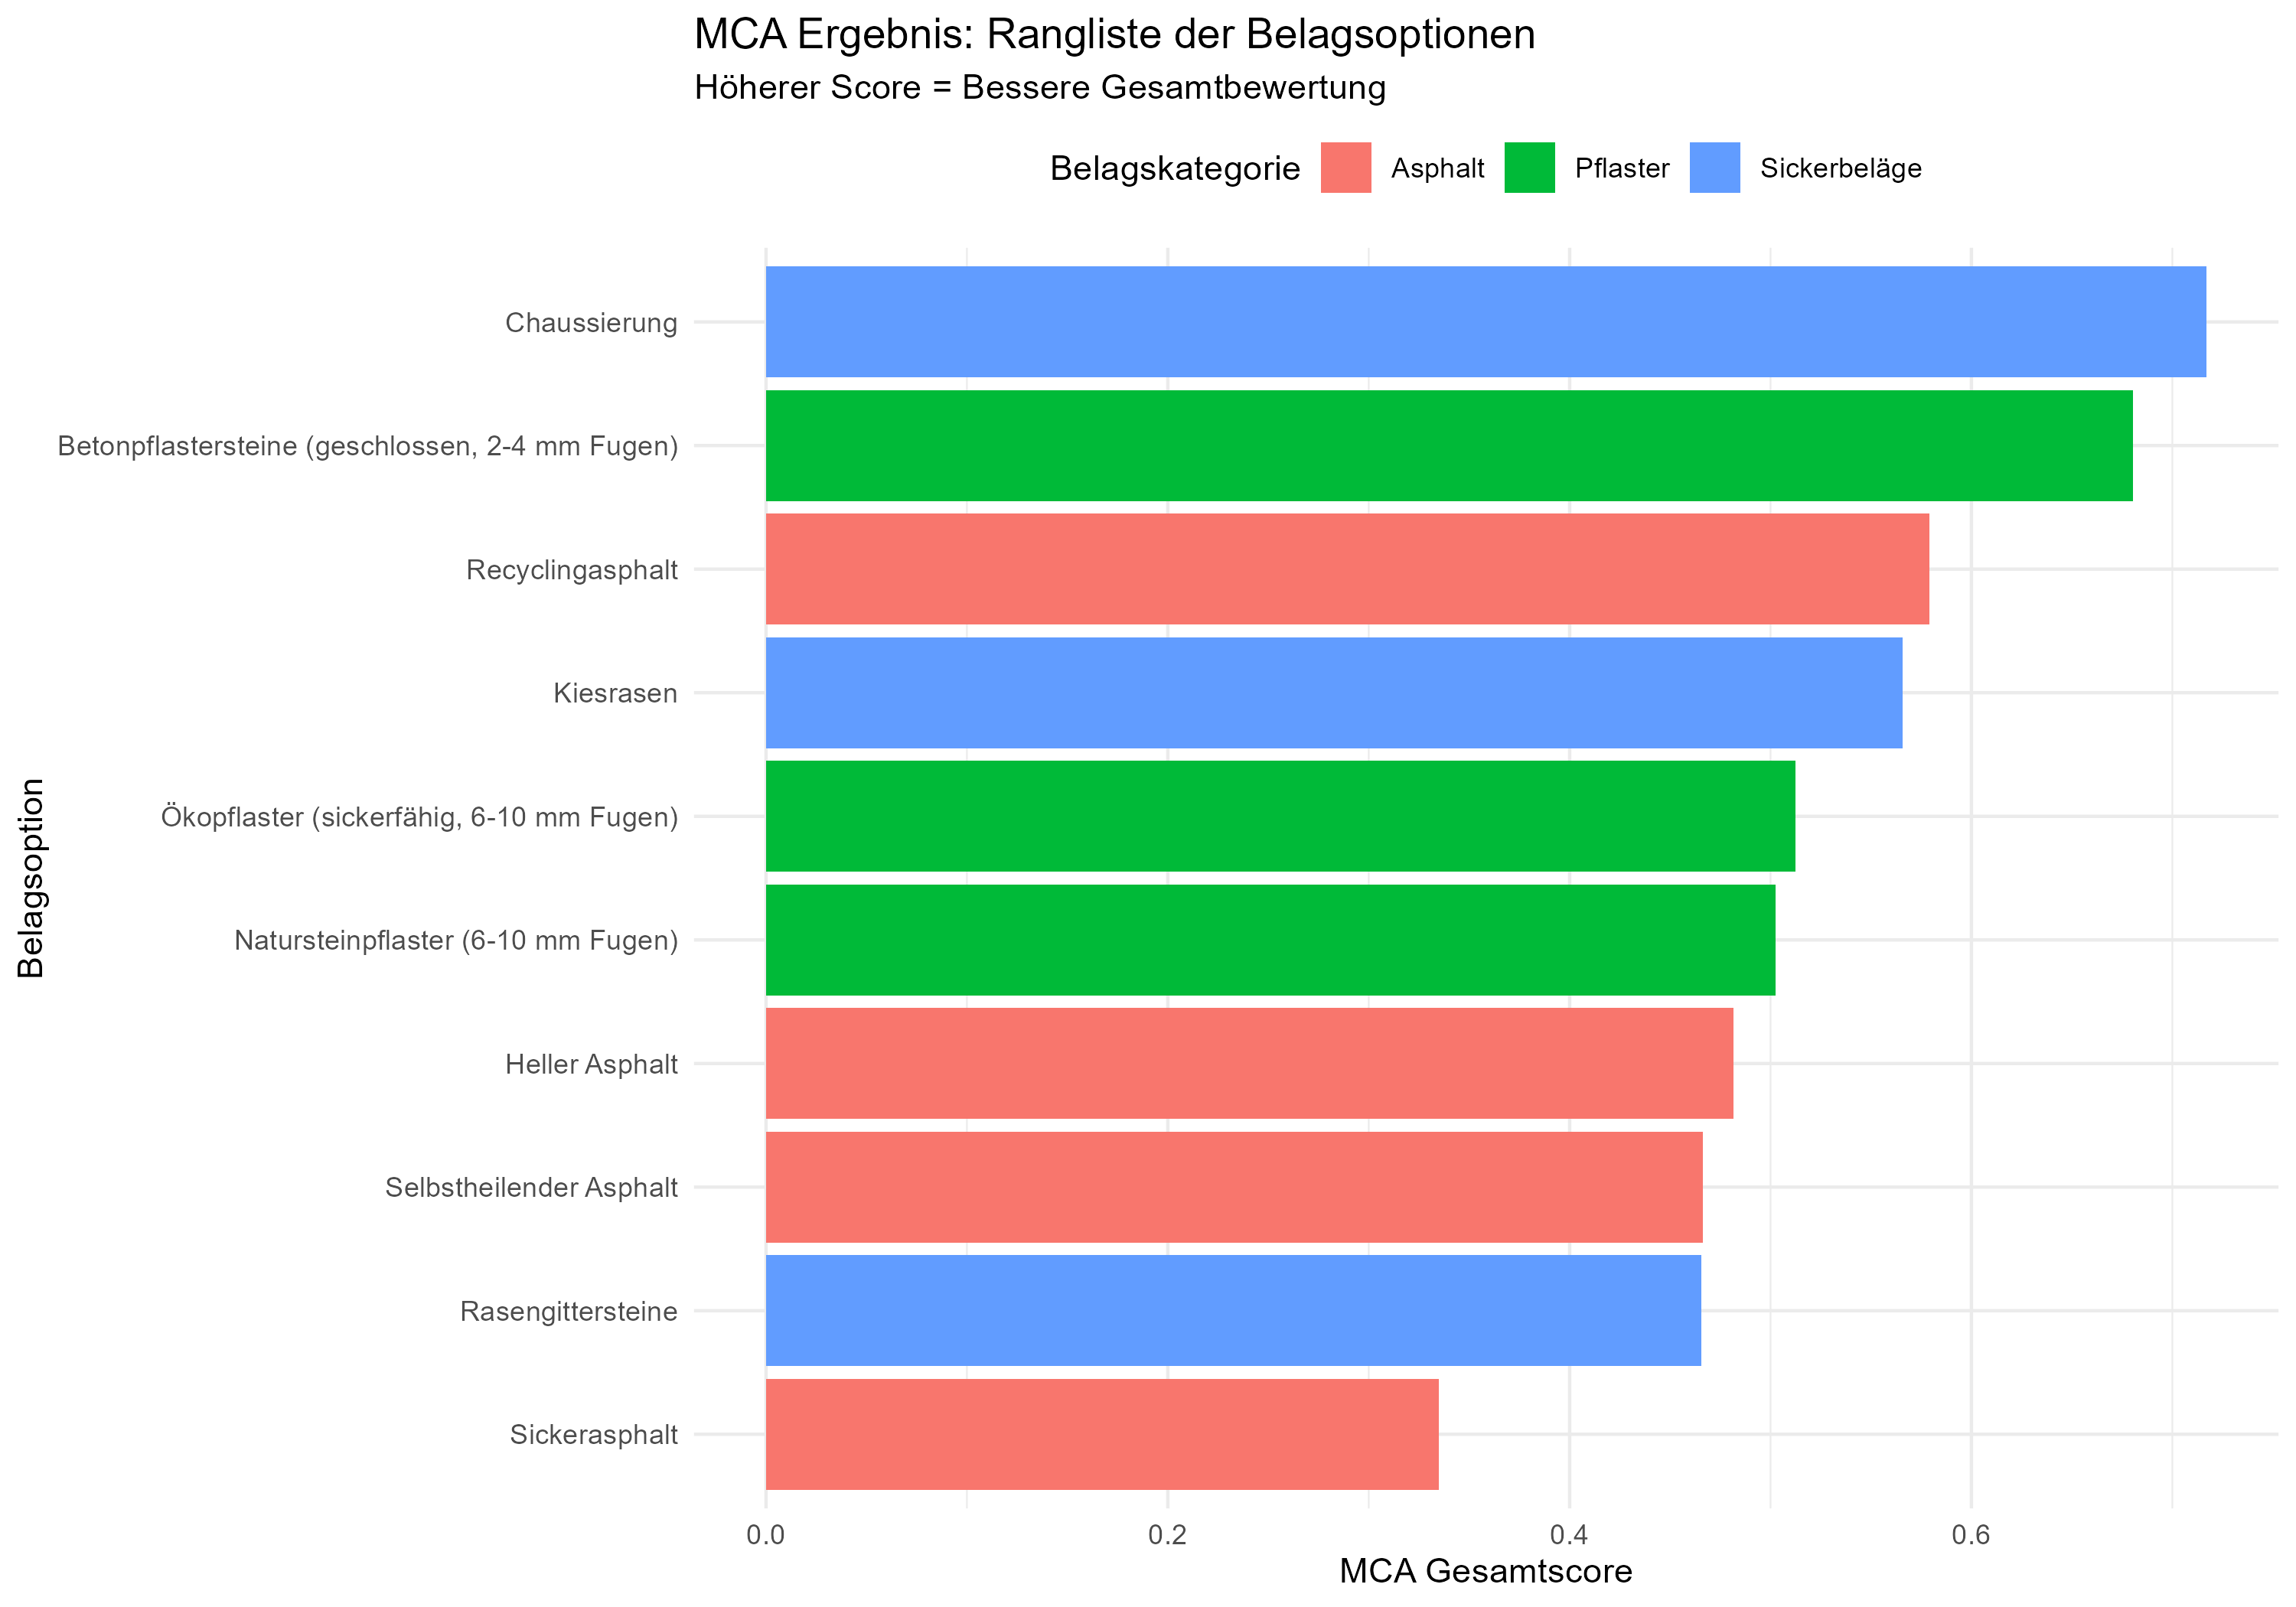 MCA Ergebnis: Rangliste der Belagsoptionen
Höherer Score = Bessere Gesamtbewertung
Belagskategorie Asphalt Pflaster Sickerbeläge
Chaussierung
Betonpflastersteine (geschlossen, 2-4 mm Fugen)
Recyclingasphalt
Kiesrasen
Ökopflaster (sickerfähig, 6-10 mm Fugen)
Natursteinpflaster (6-10 mm Fugen)
Heller Asphalt
Selbstheilender Asphalt
Rasengittersteine
Sickerasphalt
Belagsoption
0.0 0.2 0.4 0.6
MCA Gesamtscore